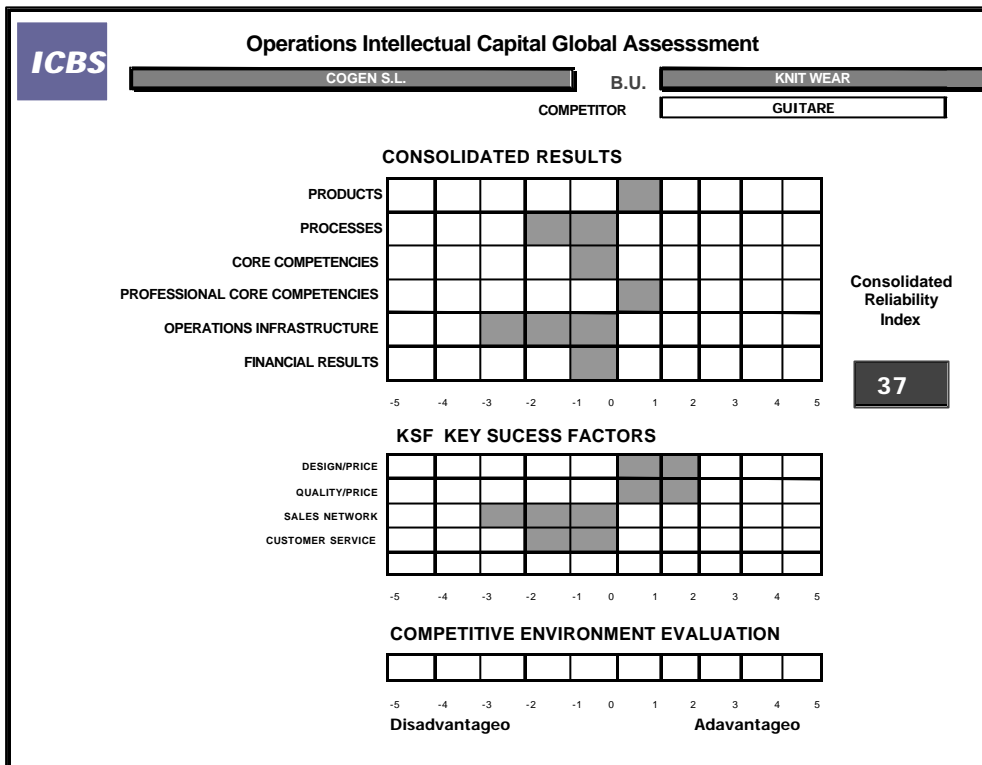 ICBS
Operations Intellectual Capital Global Assesssment
COGEN S.L. B.U. KNIT WEAR
COMPETITOR GUITARE
CONSOLIDATED RESULTS
PRODUCTS
PROCESSES
CORE COMPETENCIES
PROFESSIONAL CORE COMPETENCIES
OPERATIONS INFRASTRUCTURE
FINANCIAL RESULTS
-5 -4 -3 -2 -1 0 1 2 3 4 5
Consolidated
Reliability
Index
37
KSF KEY SUCESS FACTORS
DESIGN/PRICE
QUALITY/PRICE
SALES NETWORK
CUSTOMER SERVICE
-5 -4 -3 -2 -1 0 1 2 3 4 5
COMPETITIVE ENVIRONMENT EVALUATION
-5 -4 -3 -2 -1 0 1 2 3 4 5
Disadvantageo Adavantageo